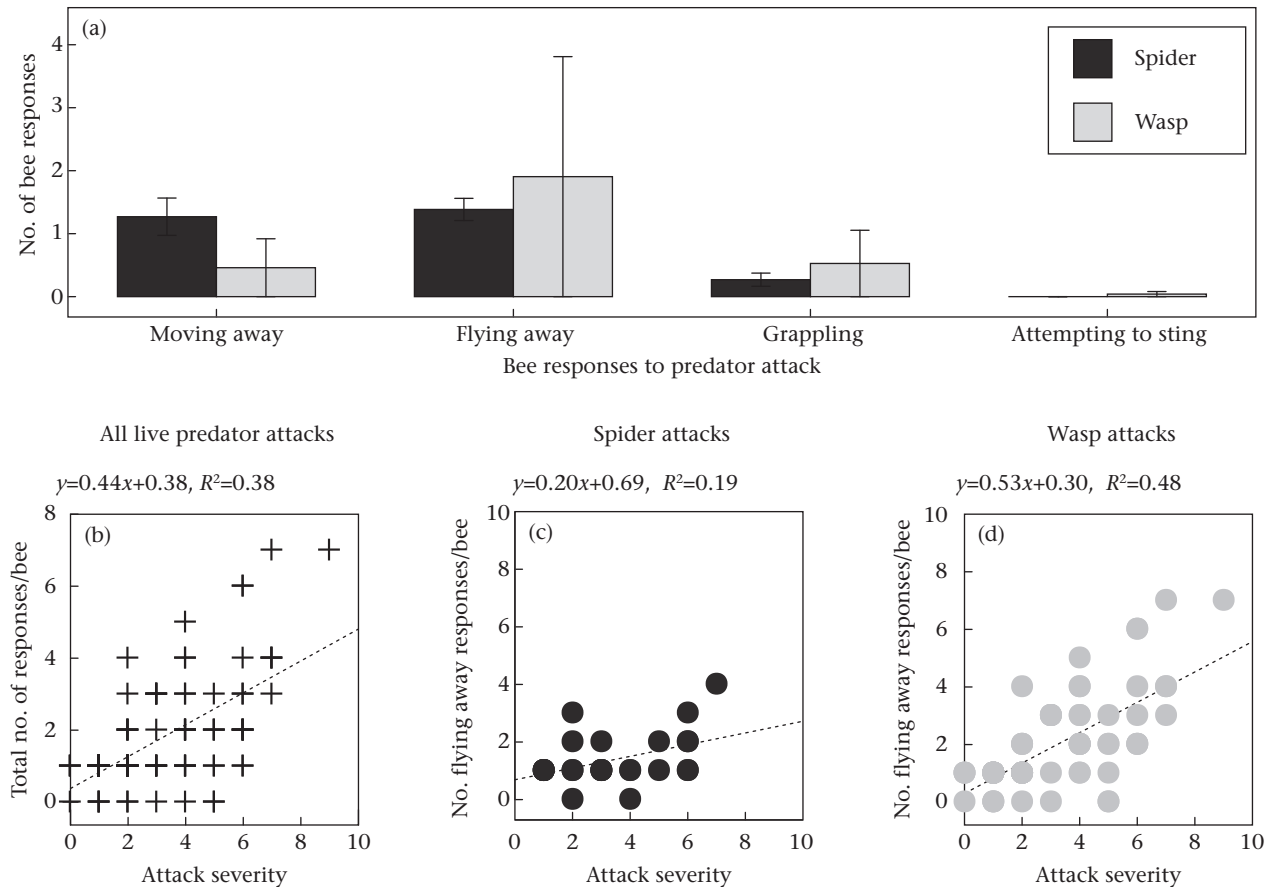 (a)
4
3
2
1
0
No. of bee responses
Spider
Wasp
Moving away Flying away Grappling Attempting to sting
Bee responses to predator attack
All live predator attacks
y=0.44x+0.38, R²=0.38
(b)
8
6
4
2
0
Total no. of responses/bee
0 2 4 6 8 10
Attack severity
Spider attacks
y=0.20x+0.69, R²=0.19
(c)
10
8
6
4
2
0
No. flying away responses/bee
0 2 4 6 8 10
Attack severity
Wasp attacks
y=0.53x+0.30, R²=0.48
(d)
10
8
6
4
2
0
No. flying away responses/bee
0 2 4 6 8 10
Attack severity